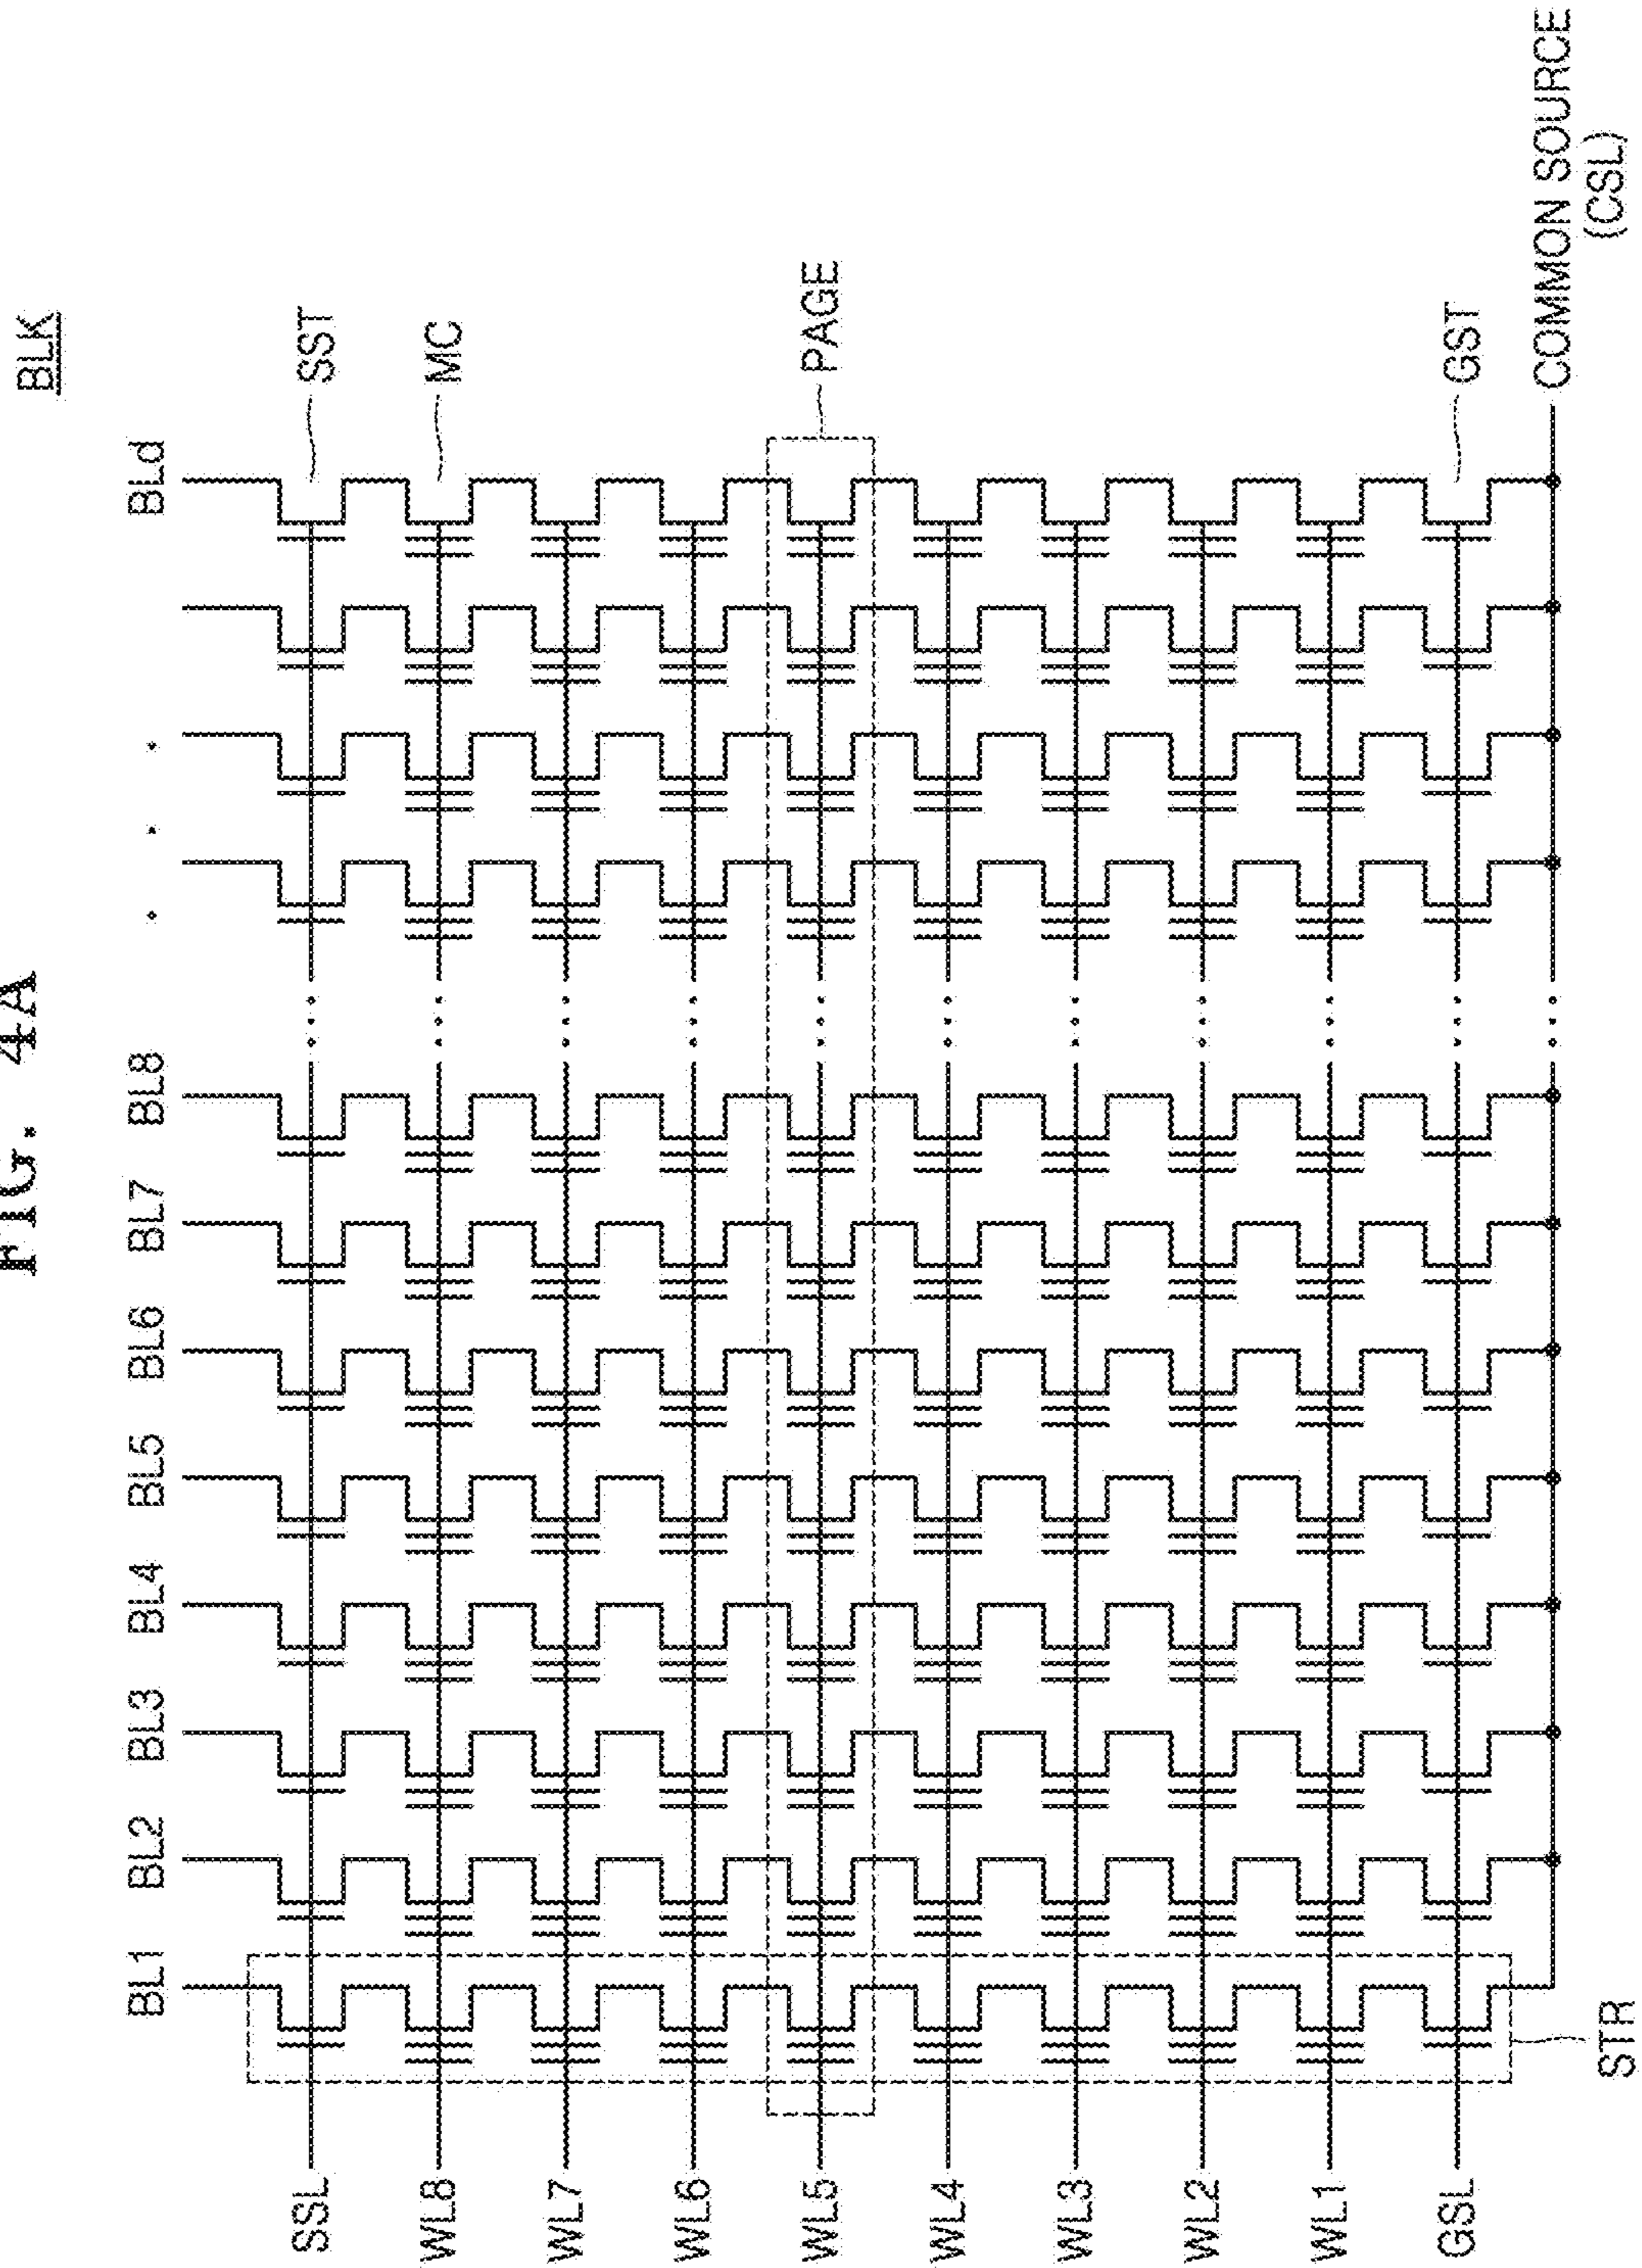 FIG. 4A
BLK
BL1 BL2 BL3 BL4 BL5 BL6 BL7 BL8 . . . BLd
SSL
SST
WL8
MC
WL7
WL6
WL5
PAGE
WL4
WL3
WL2
WL1
GSL
GST
COMMON SOURCE
(CSL)
STR